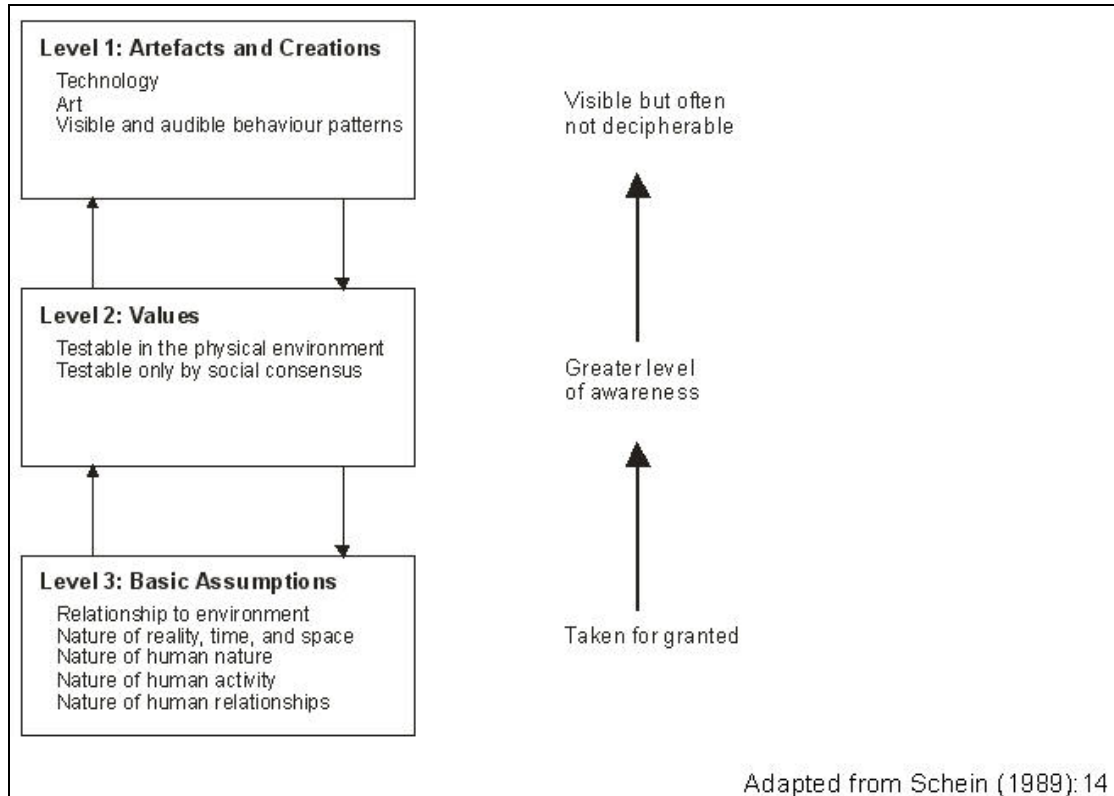 Level 1: Artefacts and Creations
Technology
Art
Visible and audible behaviour patterns
Visible but often
not decipherable
Level 2: Values
Testable in the physical environment
Testable only by social consensus
Greater level
of awareness
Level 3: Basic Assumptions
Relationship to environment
Nature of reality, time, and space
Nature of human nature
Nature of human activity
Nature of human relationships
Taken for granted
Adapted from Schein (1989): 14